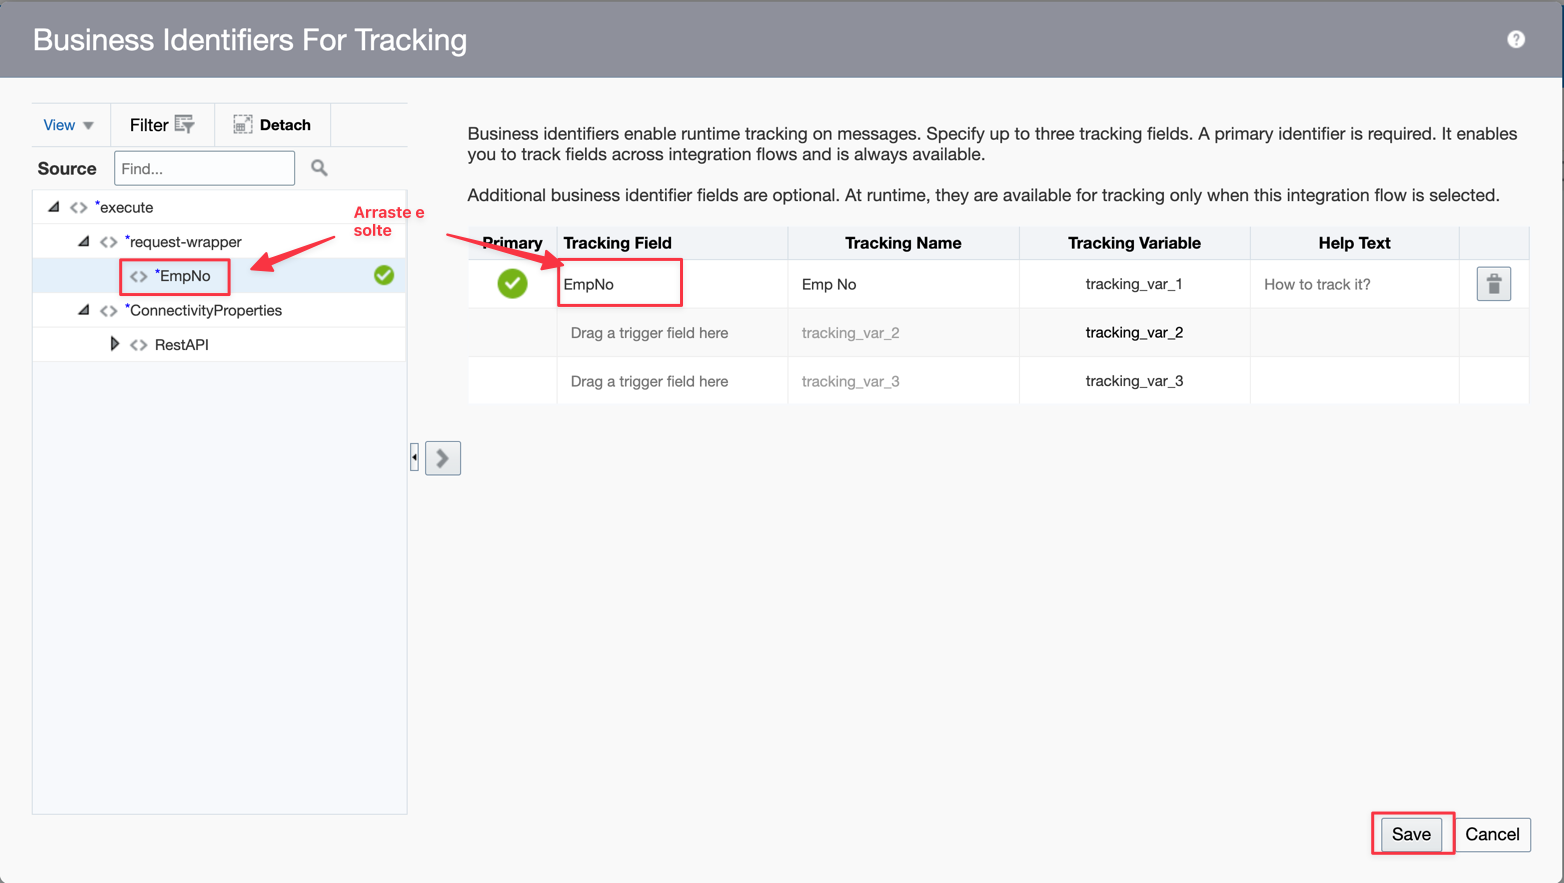 Business Identifiers For Tracking
View
Filter
Detach
Source
Find...
*execute
*request-wrapper
*EmpNo
*ConnectivityProperties
RestAPI
Arraste e
solte
Business identifiers enable runtime tracking on messages. Specify up to three tracking fields. A primary identifier is required. It enables
you to track fields across integration flows and is always available.
Additional business identifier fields are optional. At runtime, they are available for tracking only when this integration flow is selected.
Primary Tracking Field Tracking Name Tracking Variable Help Text
EmpNo Emp No tracking_var_1 How to track it?
Drag a trigger field here tracking_var_2 tracking_var_2
Drag a trigger field here tracking_var_3 tracking_var_3
Save Cancel